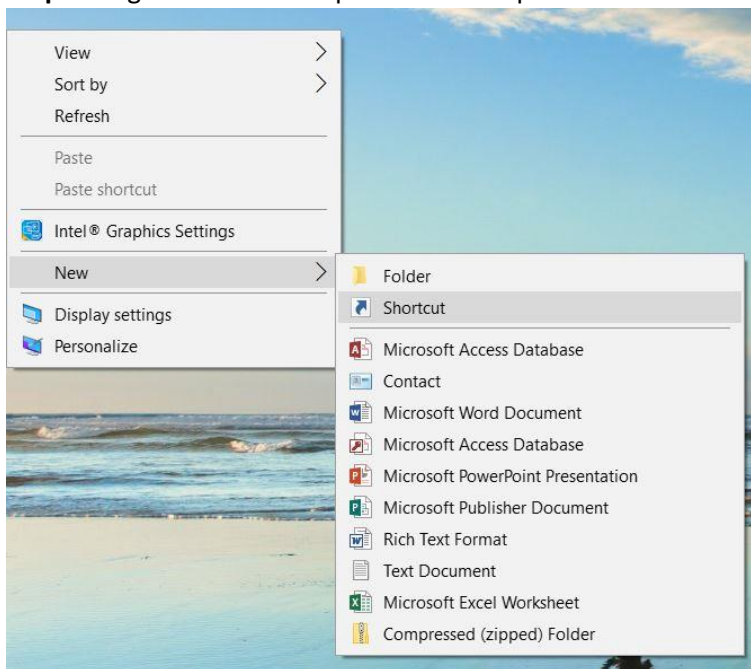 View
Sort by
Refresh
Paste
Paste shortcut
Intel® Graphics Settings
New
Display settings
Personalize
Folder
Shortcut
Microsoft Access Database
Contact
Microsoft Word Document
Microsoft Access Database
Microsoft PowerPoint Presentation
Microsoft Publisher Document
Rich Text Format
Text Document
Microsoft Excel Worksheet
Compressed (zipped) Folder